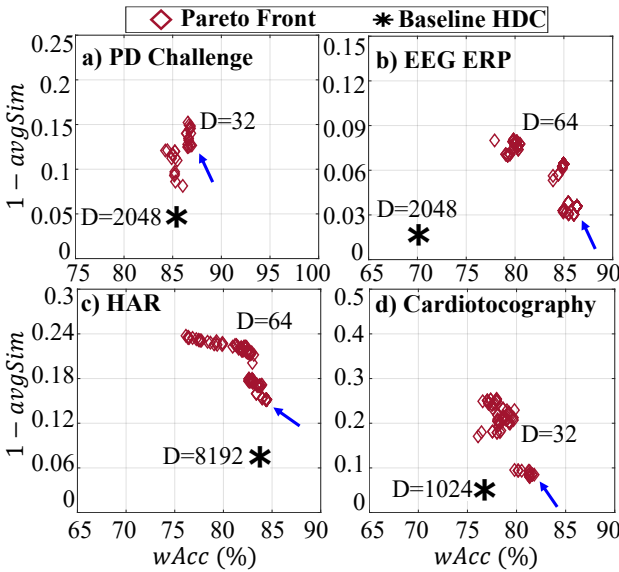 Pareto Front
Baseline HDC
a) PD Challenge
1 − avgSim
0.25
0.20
0.15
0.10
0.05
0
D=32
D=2048
75 80 85 90 95 100
b) EEG ERP
0.12
0.09
0.06
0.03
0
D=64
D=2048
65 70 75 80 85 90
c) HAR
1 − avgSim
0.3
0.24
0.18
0.12
0.06
0
D=64
D=8192
65 70 75 80 85 90
wAcc (%)
d) Cardiotocography
0.5
0.4
0.3
0.2
0.1
0
D=32
D=1024
65 70 75 80 85 90
wAcc (%)